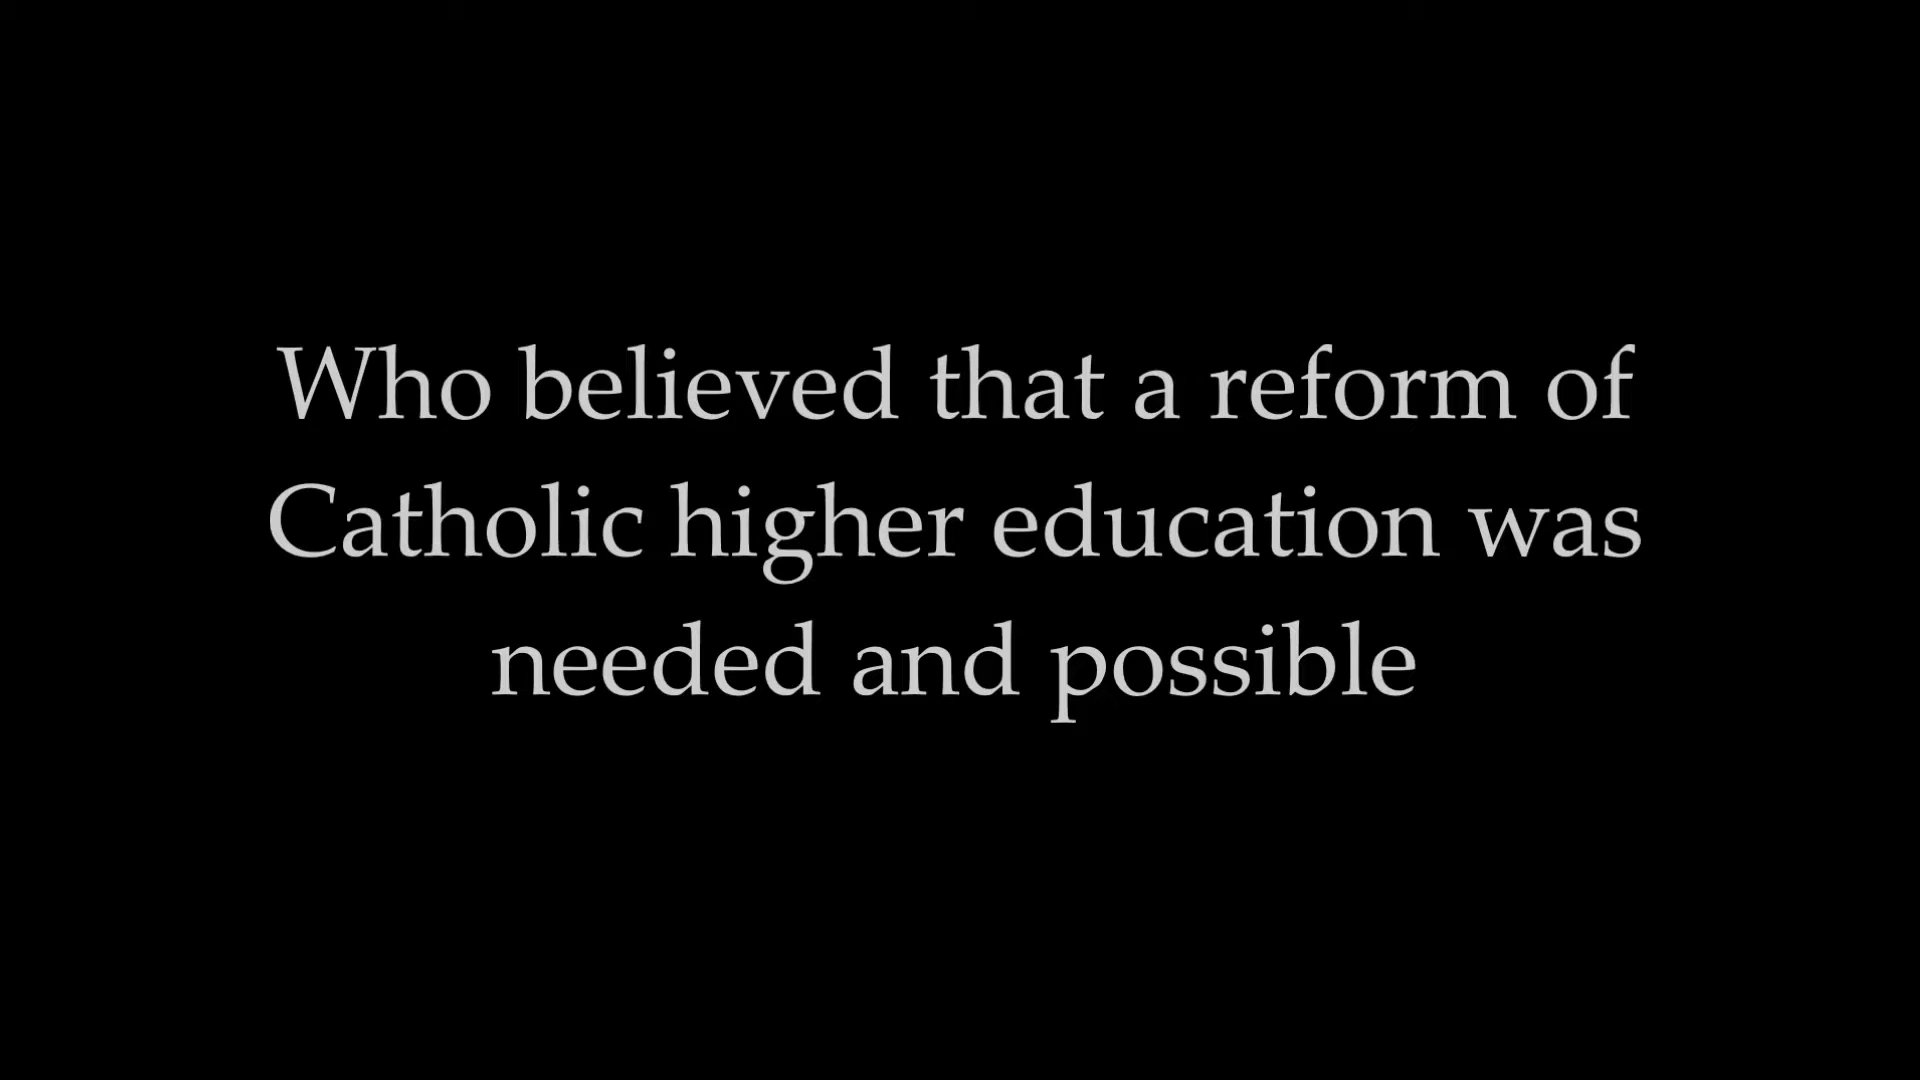 Who believed that a reform of
Catholic higher education was
needed and possible